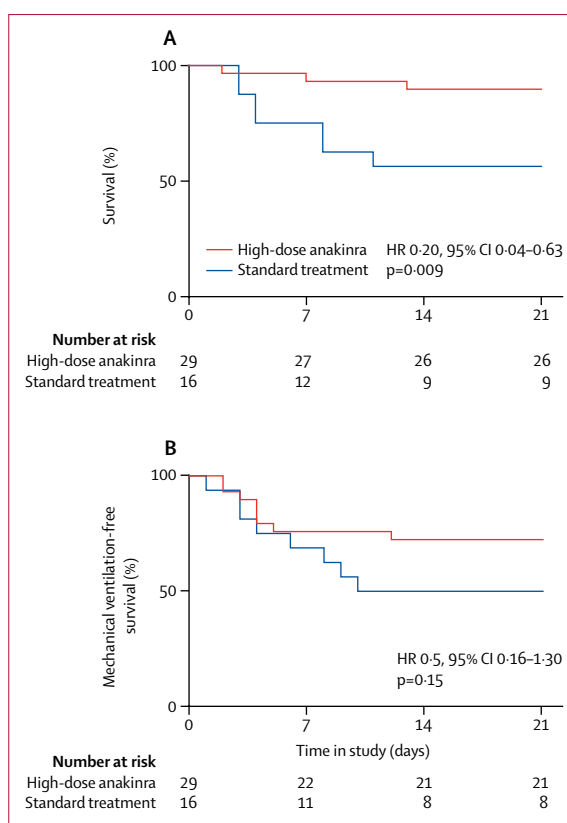 A
100
50
0
Survival (%)
High-dose anakinra
Standard treatment
HR 0·20, 95% CI 0·04–0·63
p=0·009
0 7 14 21
Number at risk
High-dose anakinra 29 27 26 26
Standard treatment 16 12 9 9
B
100
50
0
Mechanical ventilation-free
survival (%)
HR 0·5, 95% CI 0·16–1·30
p=0·15
0 7 14 21
Time in study (days)
Number at risk
High-dose anakinra 29 22 21 21
Standard treatment 16 11 8 8